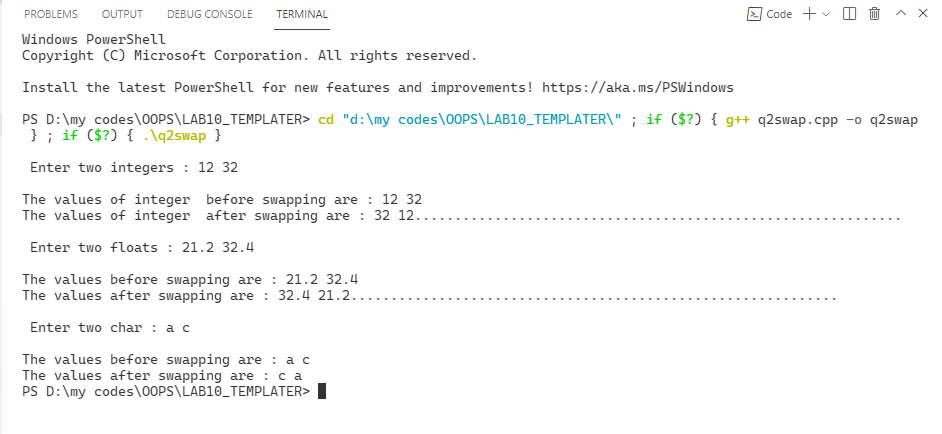 PROBLEMS OUTPUT DEBUG CONSOLE TERMINAL Code
Windows PowerShell
Copyright (C) Microsoft Corporation. All rights reserved.
Install the latest PowerShell for new features and improvements! https://aka.ms/PSWindows
PS D:\my codes\OOPS\LAB10_TEMPLATER> cd "d:\my codes\OOPS\LAB10_TEMPLATER\" ; if ($?) { g++ q2swap.cpp -o q2swap
} ; if ($?) { .\q2swap }
Enter two integers : 12 32
The values of integer  before swapping are : 12 32
The values of integer  after swapping are : 32 12.............................................................
Enter two floats : 21.2 32.4
The values before swapping are : 21.2 32.4
The values after swapping are : 32.4 21.2.............................................................
Enter two char : a c
The values before swapping are : a c
The values after swapping are : c a
PS D:\my codes\OOPS\LAB10_TEMPLATER>